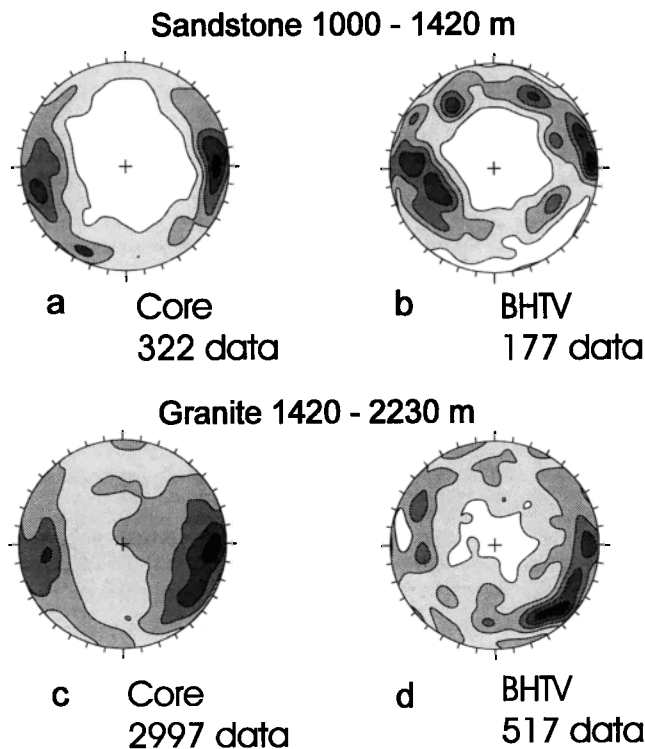 Sandstone 1000 - 1420 m
a Core
322 data
b BHTV
177 data
Granite 1420 - 2230 m
c Core
2997 data
d BHTV
517 data